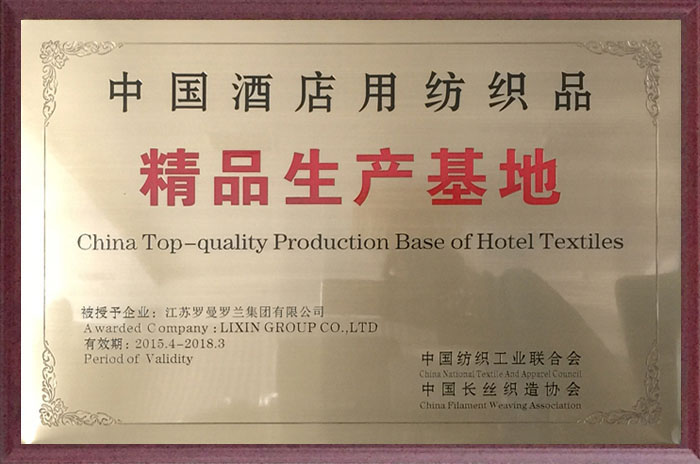 中国酒店用纺织品
精品生产基地
China Top-quality Production Base of Hotel Textiles
被授予企业：江苏罗曼罗兰集团有限公司
Awarded Company : LIXIN GROUP CO.,LTD
有效期：2015.4-2018.3
Period of Validity
中国纺织工业联合会
China National Textile And Apparel Council
中国长丝织造协会
China Filament Weaving Association